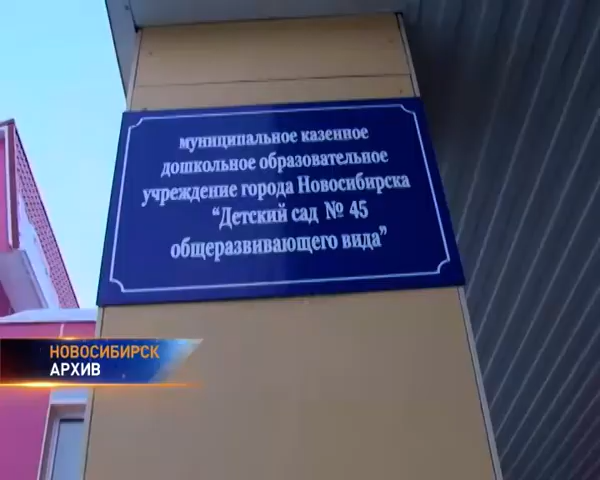 муниципальное казенное
дошкольное образовательное
учреждение города Новосибирска
“Детский сад № 45
общеразвивающего вида”
НОВОСИБИРСК
АРХИВ